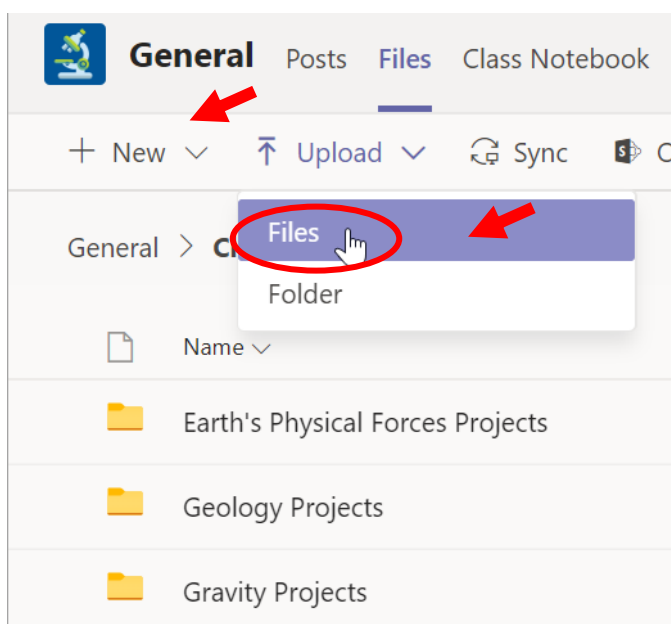 General Posts Files Class Notebook
New Upload Sync
General >
Files
Folder
Name
Earth's Physical Forces Projects
Geology Projects
Gravity Projects